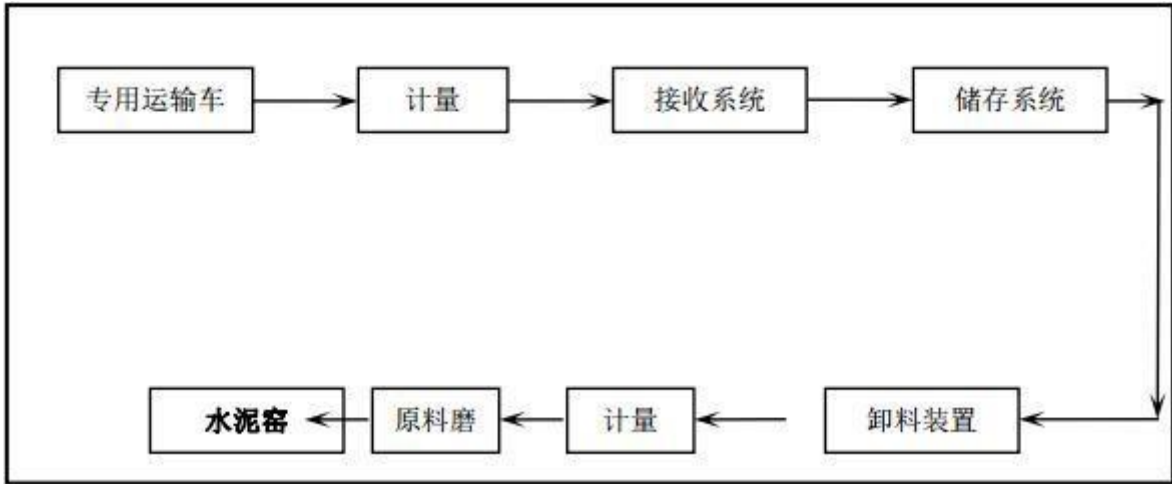 专用运输车
计量
接收系统
储存系统
水泥窑
原料磨
计量
卸料装置